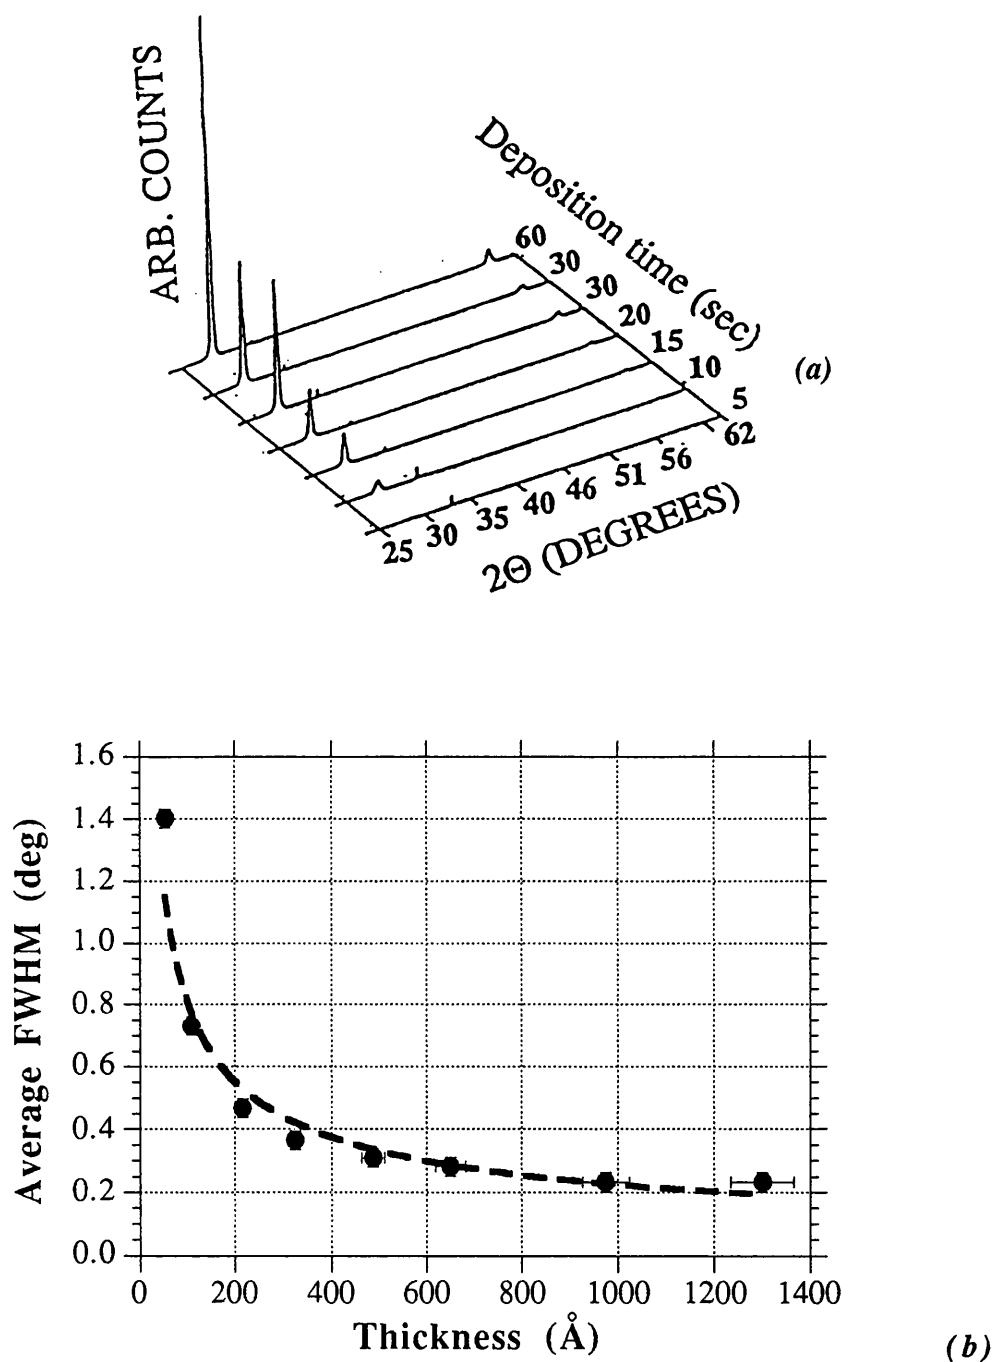 ARB. COUNTS
Deposition time (sec)
60
30
30
20
15
10
5
(a)
25 30 35 40 46 51 56 62
2Θ (DEGREES)
Average FWHM (deg)
1.6
1.4
1.2
1.0
0.8
0.6
0.4
0.2
0.0
0 200 400 600 800 1000 1200 1400
Thickness (Å)
(b)